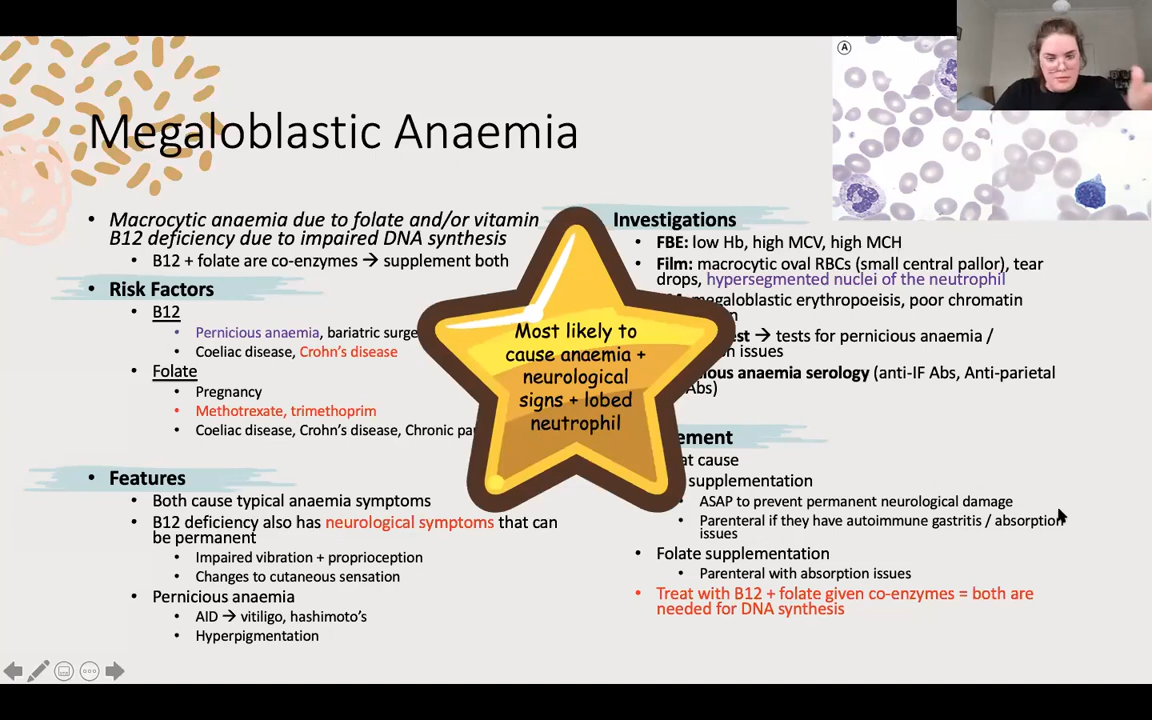 A
Megaloblastic Anaemia
• Macrocytic anaemia due to folate and/or vitamin
B12 deficiency due to impaired DNA synthesis
• B12 + folate are co-enzymes → supplement both
• Risk Factors
• B12
• Pernicious anaemia, bariatric surge
• Coeliac disease, Crohn's disease
• Folate
• Pregnancy
• Methotrexate, trimethoprim
• Coeliac disease, Crohn's disease, Chronic pa
• Features
• Both cause typical anaemia symptoms
• B12 deficiency also has neurological symptoms that can
be permanent
• Impaired vibration + proprioception
• Changes to cutaneous sensation
• Pernicious anaemia
• AID → vitiligo, hashimoto's
• Hyperpigmentation
Most likely to
cause anaemia +
neurological
signs + lobed
neutrophil
Investigations
• FBE: low Hb, high MCV, high MCH
• Film: macrocytic oval RBCs (small central pallor), tear
drops, hypersegmented nuclei of the neutrophil
megaloblastic erythropoeisis, poor chromatin
est → tests for pernicious anaemia /
n issues
ious anaemia serology (anti-IF Abs, Anti-parietal
Abs)
ement
at cause
supplementation
• ASAP to prevent permanent neurological damage
• Parenteral if they have autoimmune gastritis / absorption
issues
• Folate supplementation
• Parenteral with absorption issues
• Treat with B12 + folate given co-enzymes = both are
needed for DNA synthesis